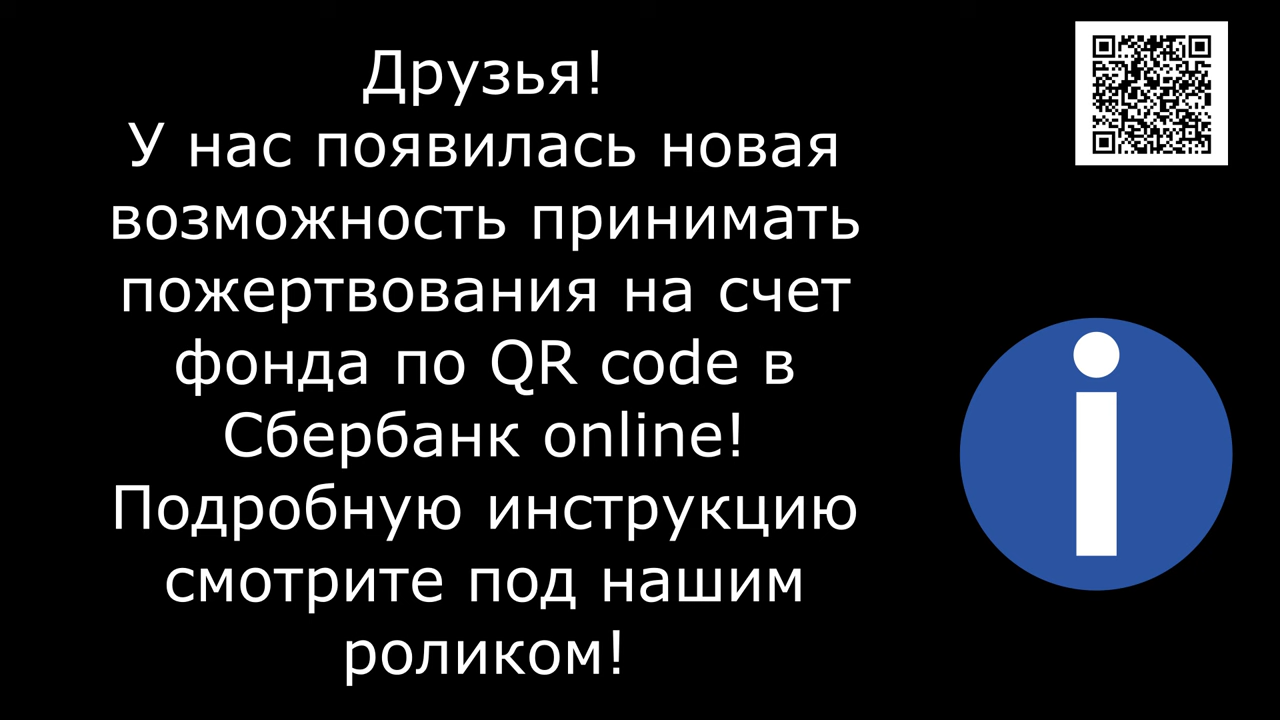 Друзья!
У нас появилась новая
возможность принимать
пожертвования на счет
фонда по QR code в
Сбербанк online!
Подробную инструкцию
смотрите под нашим
роликом!
i